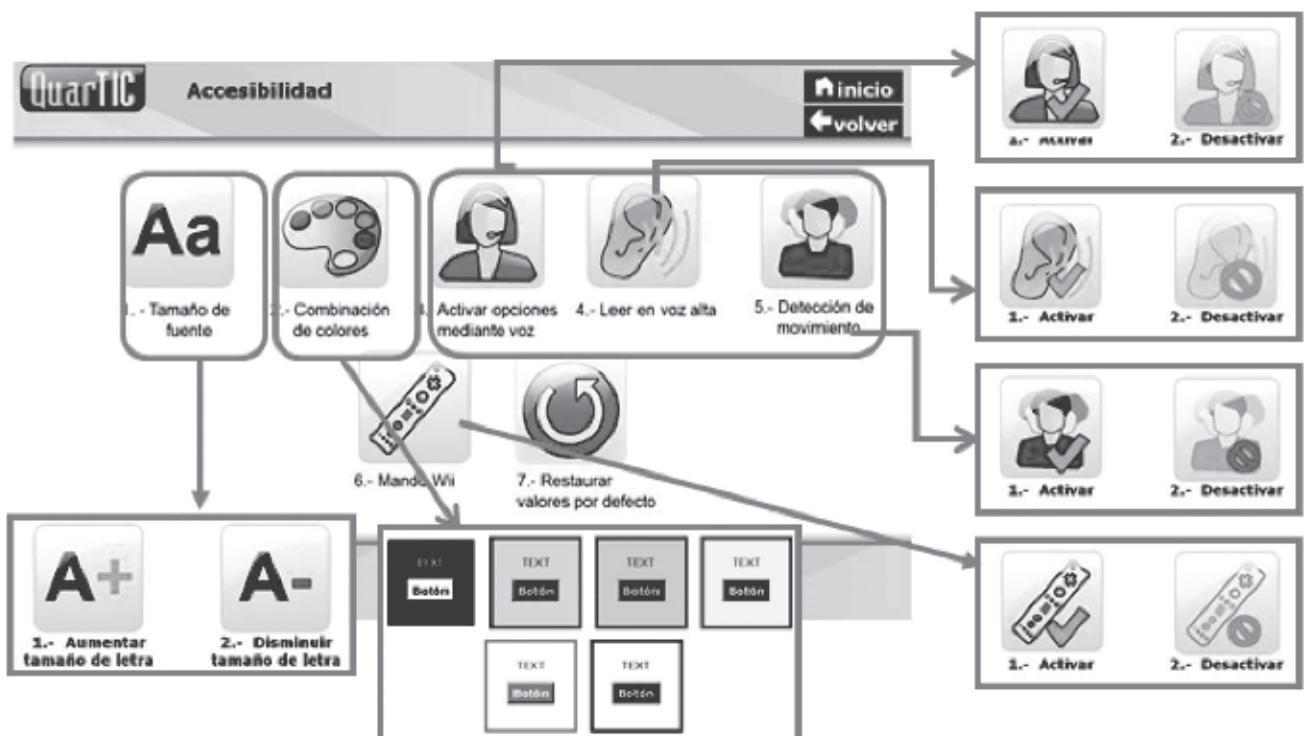 QuarTIC
Accesibilidad
inicio
volver
Aa
1.- Tamaño de
fuente
2.- Combinación
de colores
3. Activar opciones
mediante voz
4.- Leer en voz alta
5.- Detección de
movimiento
6.- Mando Wii
7.- Restaurar
valores por defecto
A+
1.- Aumentar
tamaño de letra
A-
2.- Disminuir
tamaño de letra
TEXT
Botón
TEXT
Botón
TEXT
Botón
TEXT
Botón
TEXT
Botón
TEXT
Botón
2.- Desactivar
1.- Activar
2.- Desactivar
1.- Activar
2.- Desactivar
1.- Activar
2.- Desactivar